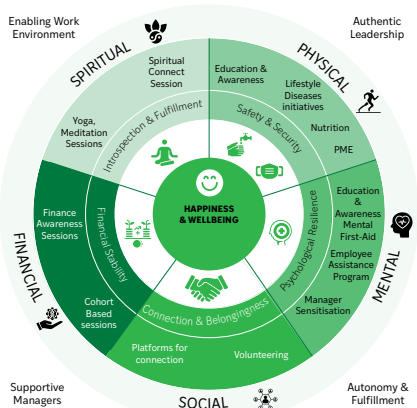 Enabling Work
Environment
Authentic
Leadership
SPIRITUAL
PHYSICAL
Spiritual
Connect
Session
Education &
Awareness
Lifestyle
Diseases
initiatives
Yoga,
Meditation
Sessions
Introspection & Fulfillment
Safety & Security
Nutrition
PME
HAPPINESS
& WELLBEING
Finance
Awareness
Sessions
Financial Stability
Psychological Resilience
Education
&
Awareness
Mental
First-Aid
Employee
Assistance
Program
Manager
Sensitisation
FINANCIAL
MENTAL
Cohort
Based
sessions
Connection & Belongingness
Platforms for
connection
Volunteering
SOCIAL
Supportive
Managers
Autonomy &
Fulfillment